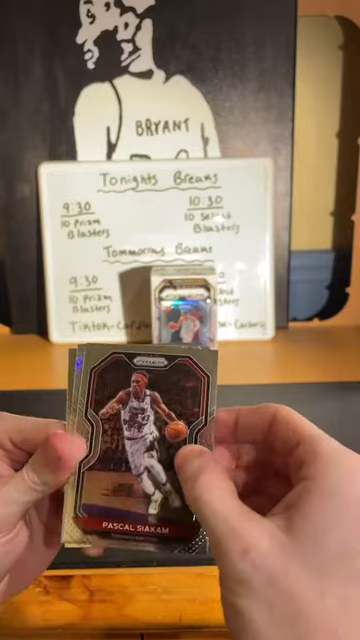 BRYANT
Tonights Breaks
9:30 10:30
10 Prizm 10 Select
Blasters Blasters
Tommorows Breaks
9:30
10 Prizm
Blasters
PRIZM
PASCAL SIAKAM